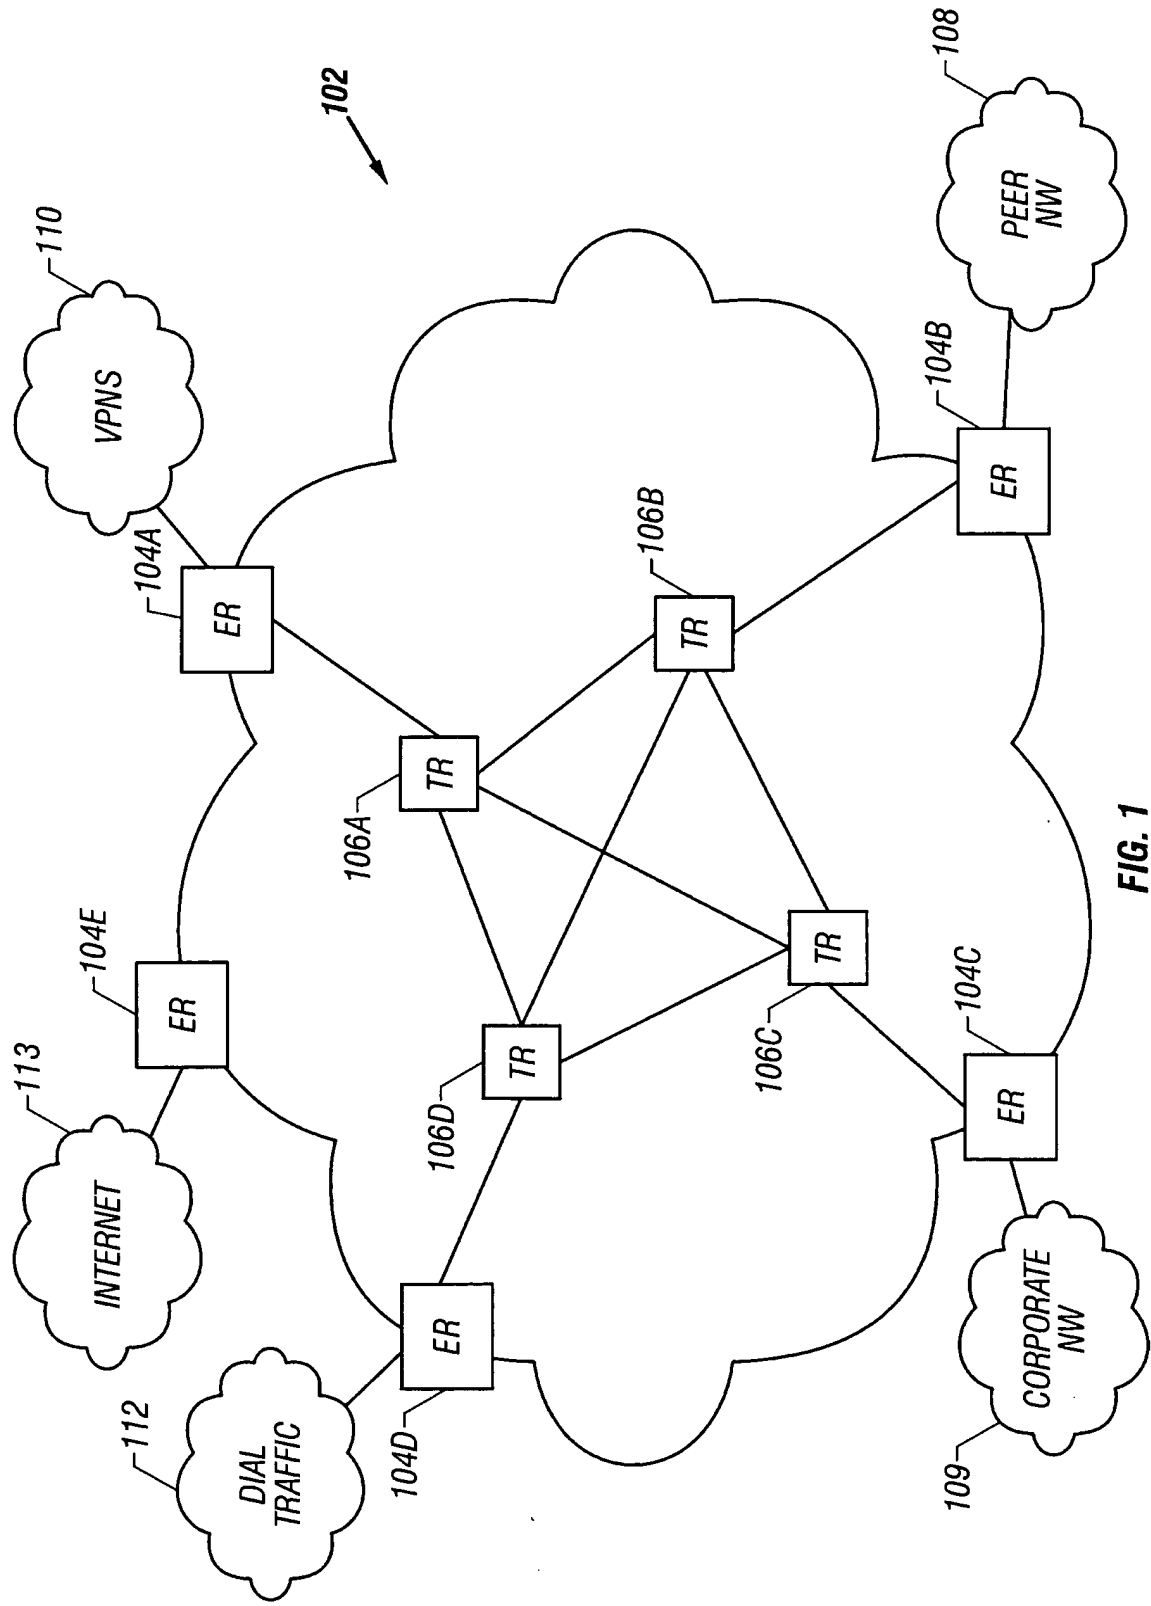 102
110
VPNS
104A
ER
108
PEER
NW
104B
ER
106B
TR
106A
TR
113
INTERNET
104E
ER
106D
TR
106C
TR
104C
ER
112
DIAL
TRAFFIC
104D
ER
109
CORPORATE
NW
FIG. 1